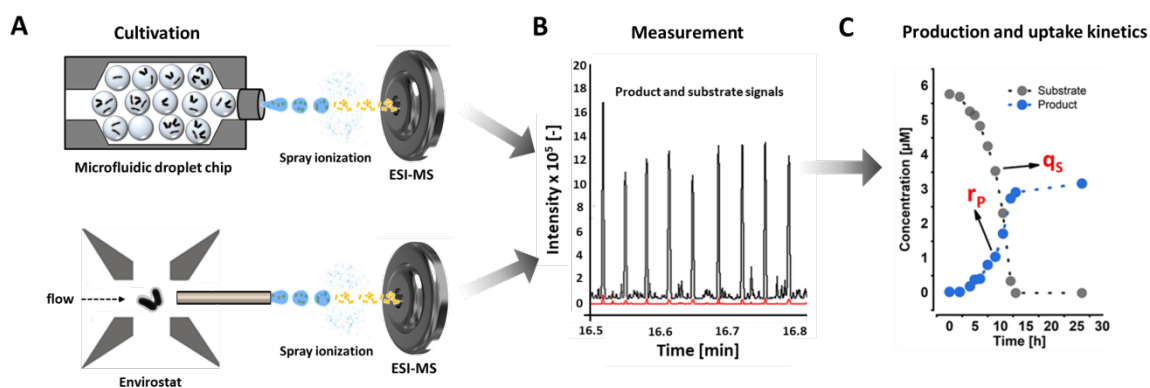 A
Cultivation
Microfluidic droplet chip
Spray ionization
ESI-MS
flow
Envirostat
Spray ionization
ESI-MS
B
Measurement
Product and substrate signals
Intensity x 10⁵ [-]
20
18
16
14
12
10
8
6
4
2
0
16.5 16.6 16.7 16.8
Time [min]
C
Production and uptake kinetics
Substrate
Product
qS
rP
Concentration [µM]
6
5
4
3
2
1
0
0 5 10 15 20 25 30
Time [h]